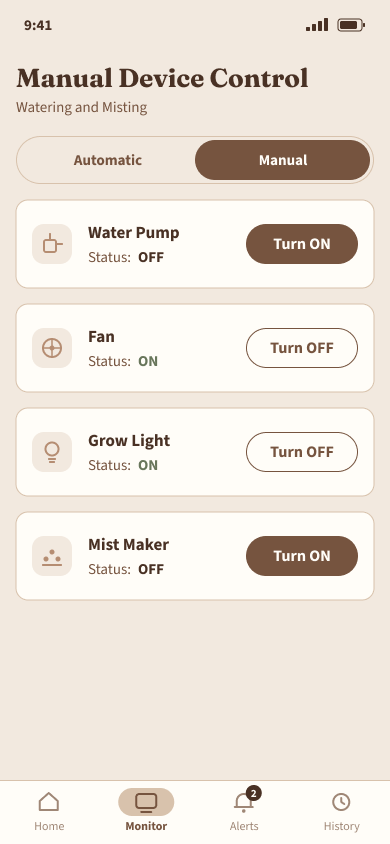 9:41
Manual Device Control
Watering and Misting
Automatic Manual
Water Pump
Status: OFF
Turn ON
Fan
Status: ON
Turn OFF
Grow Light
Status: ON
Turn OFF
Mist Maker
Status: OFF
Turn ON
2
Home Monitor Alerts History